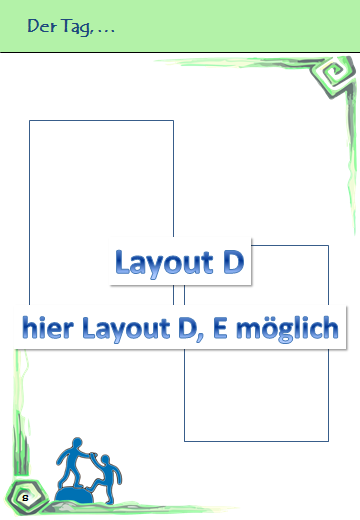 Der Tag, …
Layout D
hier Layout D, E möglich
8